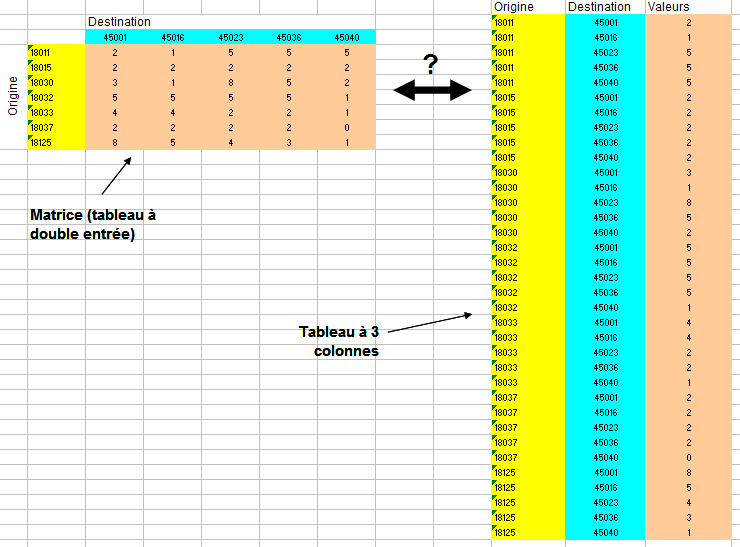 Destination
45001 45016 45023 45036 45040
Origine
18011 2 1 5 5 5
18015 2 2 2 2 2
18030 3 1 8 5 2
18032 5 5 5 5 1
18033 4 4 2 2 1
18037 2 2 2 2 0
18125 8 5 4 3 1
Matrice (tableau à
double entrée)
?
Tableau à 3
colonnes
Origine Destination Valeurs
18011 45001 2
18011 45016 1
18011 45023 5
18011 45036 5
18011 45040 5
18015 45001 2
18015 45016 2
18015 45023 2
18015 45036 2
18015 45040 2
18030 45001 3
18030 45016 1
18030 45023 8
18030 45036 5
18030 45040 2
18032 45001 5
18032 45016 5
18032 45023 5
18032 45036 5
18032 45040 1
18033 45001 4
18033 45016 4
18033 45023 2
18033 45036 2
18033 45040 1
18037 45001 2
18037 45016 2
18037 45023 2
18037 45036 2
18037 45040 0
18125 45001 8
18125 45016 5
18125 45023 4
18125 45036 3
18125 45040 1